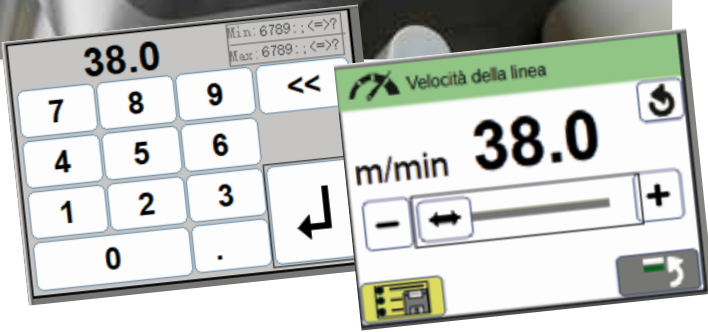 38.0
Min:6789:;<=>?
Max:6789:;<=>?
7 8 9 <<
4 5 6
1 2 3
0 .
Velocità della linea
m/min 38.0
- +